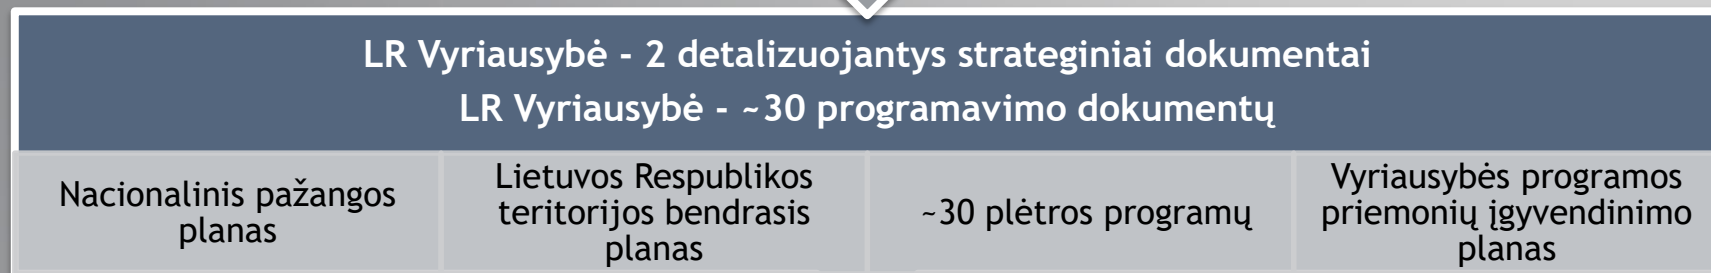 LR Vyriausybė - 2 detalizuojantys strateginiai dokumentai
LR Vyriausybė - ~30 programavimo dokumentų
Nacionalinis pažangos
planas
Lietuvos Respublikos
teritorijos bendrasis
planas
~30 plėtros programų
Vyriausybės programos
priemonių įgyvendinimo
planas